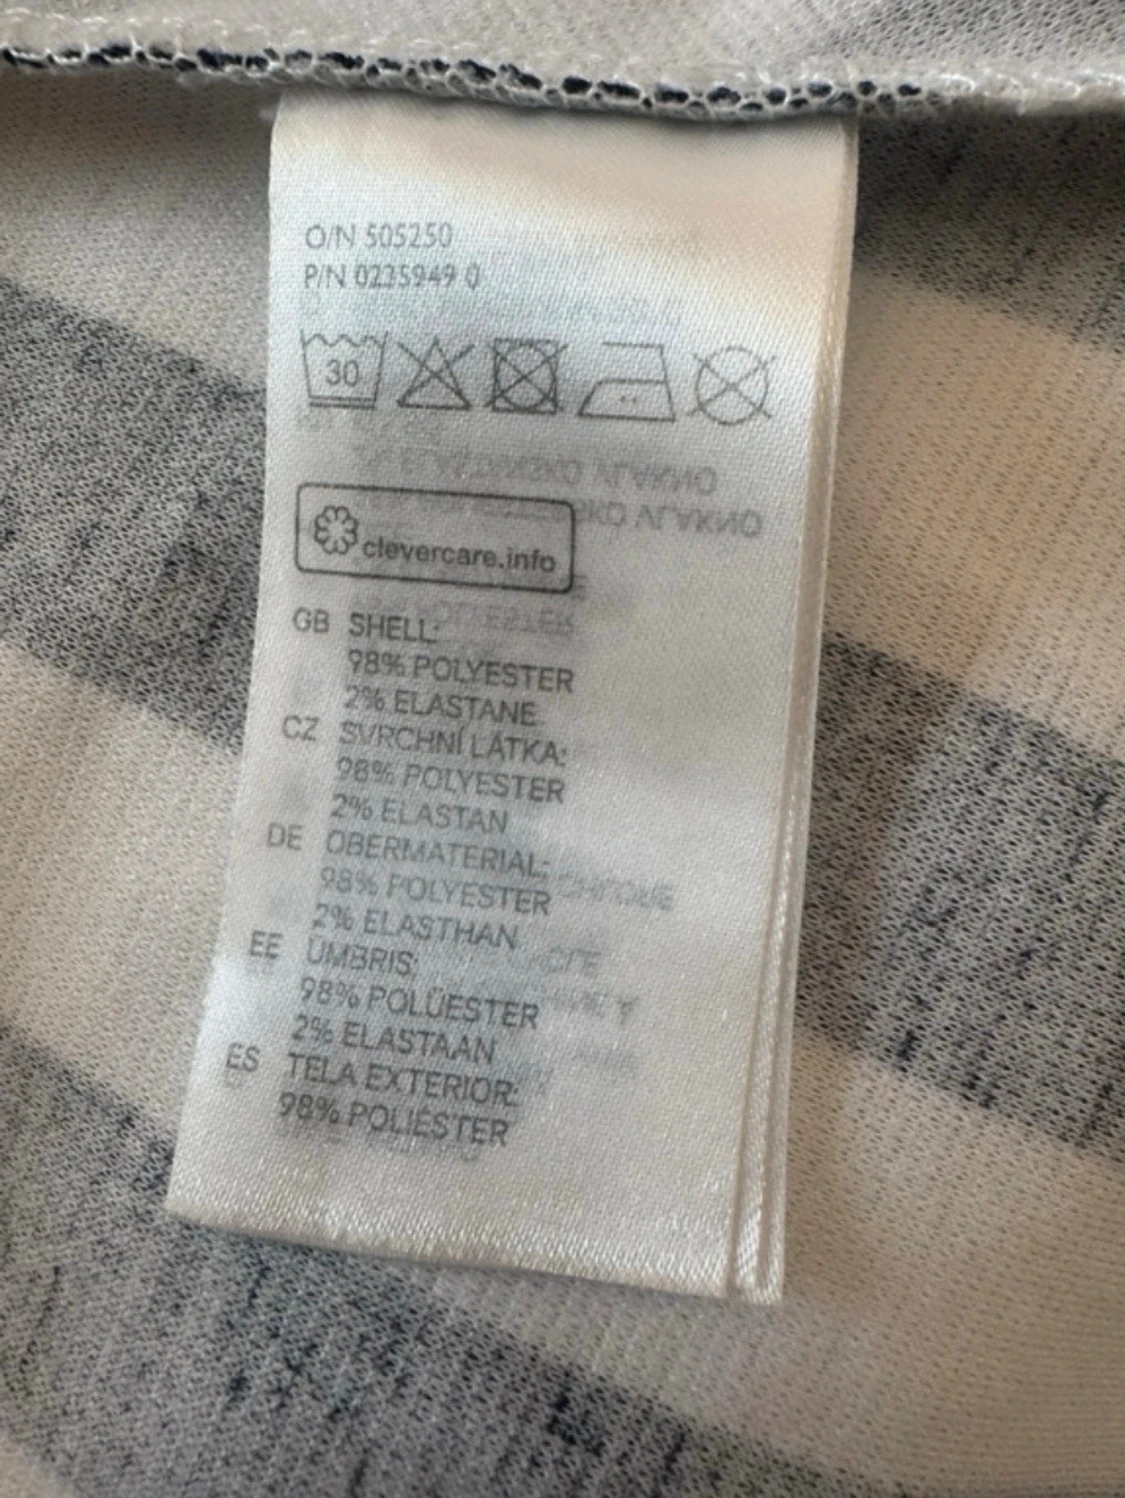 O/N 505250
P/N 0235949 0
30
clevercare.info
GB SHELL:
98% POLYESTER
2% ELASTANE
CZ SVRCHNÍ LÁTKA:
98% POLYESTER
2% ELASTAN
DE OBERMATERIAL:
98% POLYESTER
2% ELASTHAN
EE ÜMBRIS:
98% POLÜESTER
2% ELASTAAN
ES TELA EXTERIOR:
98% POLIÉSTER